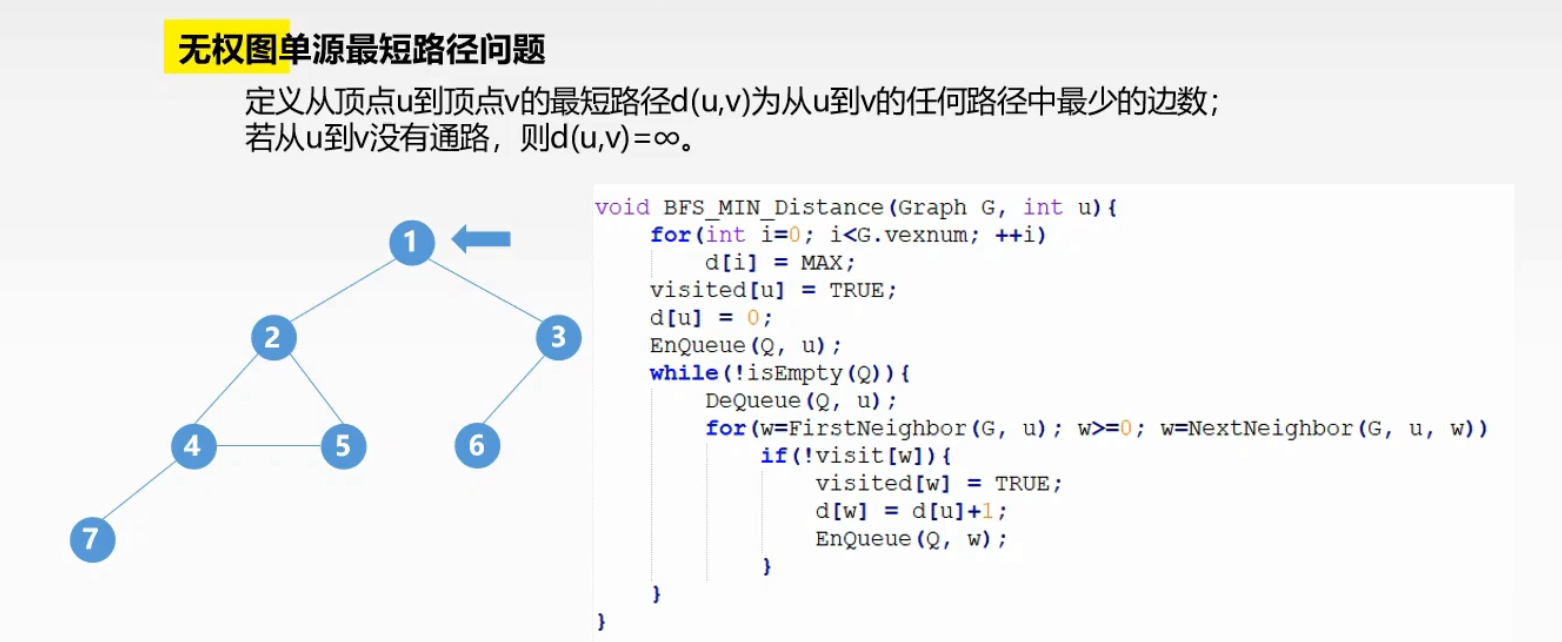 无权图单源最短路径问题
定义从顶点u到顶点v的最短路径d(u,v)为从u到v的任何路径中最少的边数；
若从u到v没有通路，则d(u,v)=∞。
void BFS_MIN_Distance(Graph G, int u){
for(int i=0; i<G.vexnum; ++i)
d[i] = MAX;
visited[u] = TRUE;
d[u] = 0;
EnQueue(Q, u);
while(!isEmpty(Q)){
DeQueue(Q, u);
for(w=FirstNeighbor(G, u); w>=0; w=NextNeighbor(G, u, w))
if(!visit[w]){
visited[w] = TRUE;
d[w] = d[u]+1;
EnQueue(Q, w);
}
}
}
1
2
3
4
5
6
7